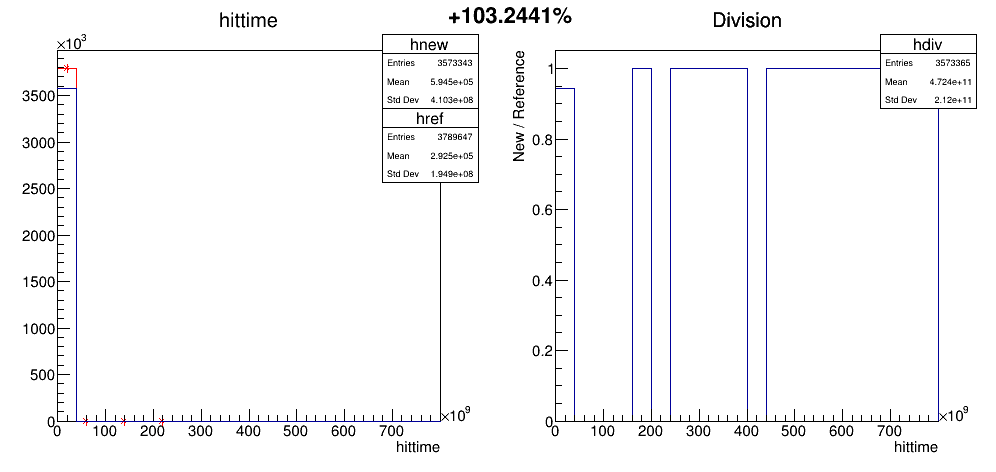 +103.2441%
hittime
×10³
hnew
Entries 3573343
Mean 5.945e+05
Std Dev 4.103e+08
href
Entries 3789647
Mean 2.925e+05
Std Dev 1.949e+08
3500
3000
2500
2000
1500
1000
500
0
0 100 200 300 400 500 600 700
×10⁹
hittime
Division
hdiv
Entries 3573365
Mean 4.724e+11
Std Dev 2.12e+11
New / Reference
1
0.8
0.6
0.4
0.2
0
0 100 200 300 400 500 600 700
×10⁹
hittime